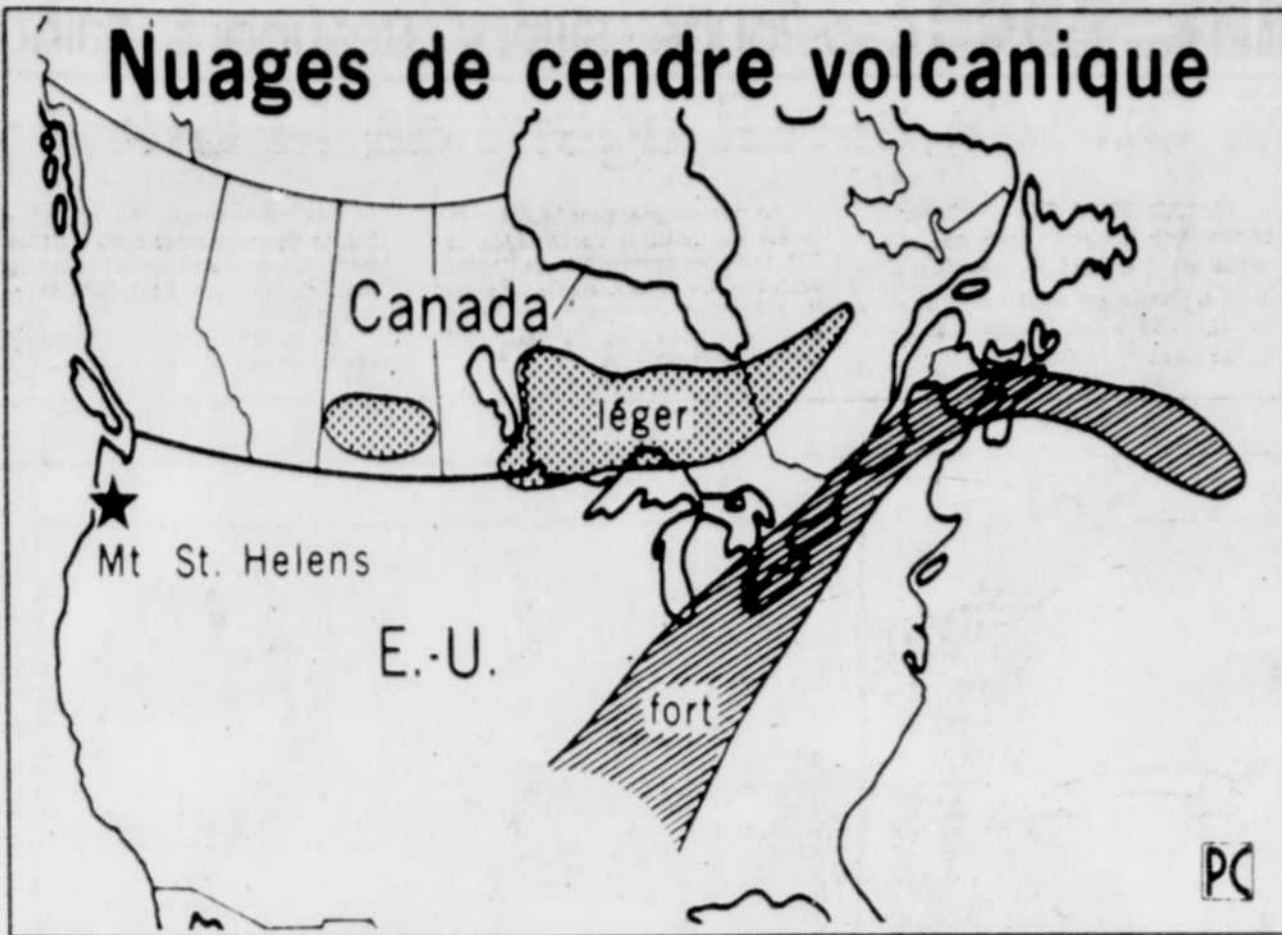 Nuages de cendre volcanique
Canada
léger
Mt St. Helens
E.-U.
fort
PC